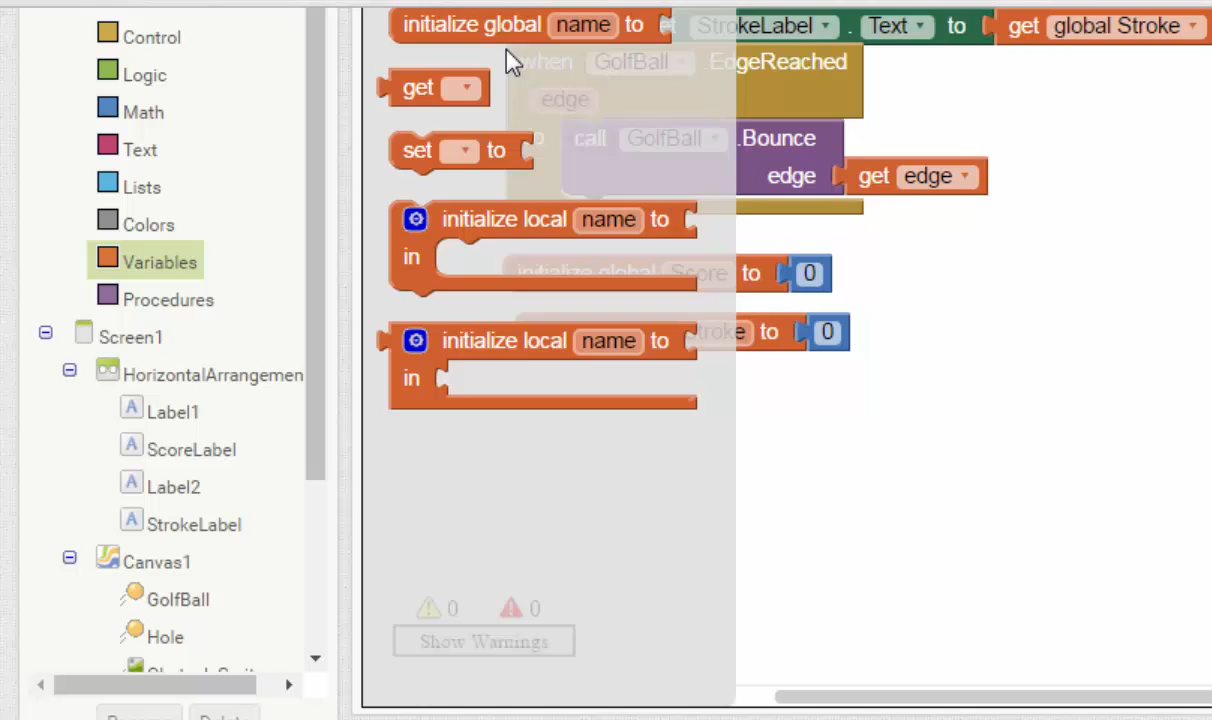 Control
Logic
Math
Text
Lists
Colors
Variables
Procedures
Screen1
HorizontalArrangemen
Label1
ScoreLabel
Label2
StrokeLabel
Canvas1
GolfBall
Hole
initialize global name to
get
set to
initialize local name to
in
initialize local name to
in
StrokeLabel . Text to get global Stroke
when GolfBall .EdgeReached
edge
call GolfBall .Bounce
edge get edge
initialize global Score to 0
to 0
0 0
Show Warnings